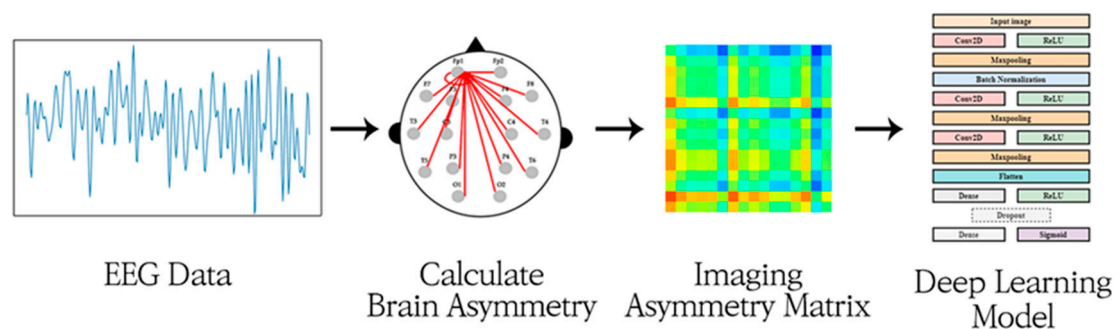 Input image
Conv2D ReLU
Maxpooling
Batch Normalization
Conv2D ReLU
Maxpooling
Conv2D ReLU
Maxpooling
Flatten
Dense ReLU
Dropout
Dense Sigmoid
Fp1 Fp2
F7 F3 F4 F8
T3 C3 C4 T4
T5 P3 P4 T6
O1 O2
EEG Data
Calculate
Brain Asymmetry
Imaging
Asymmetry Matrix
Deep Learning
Model